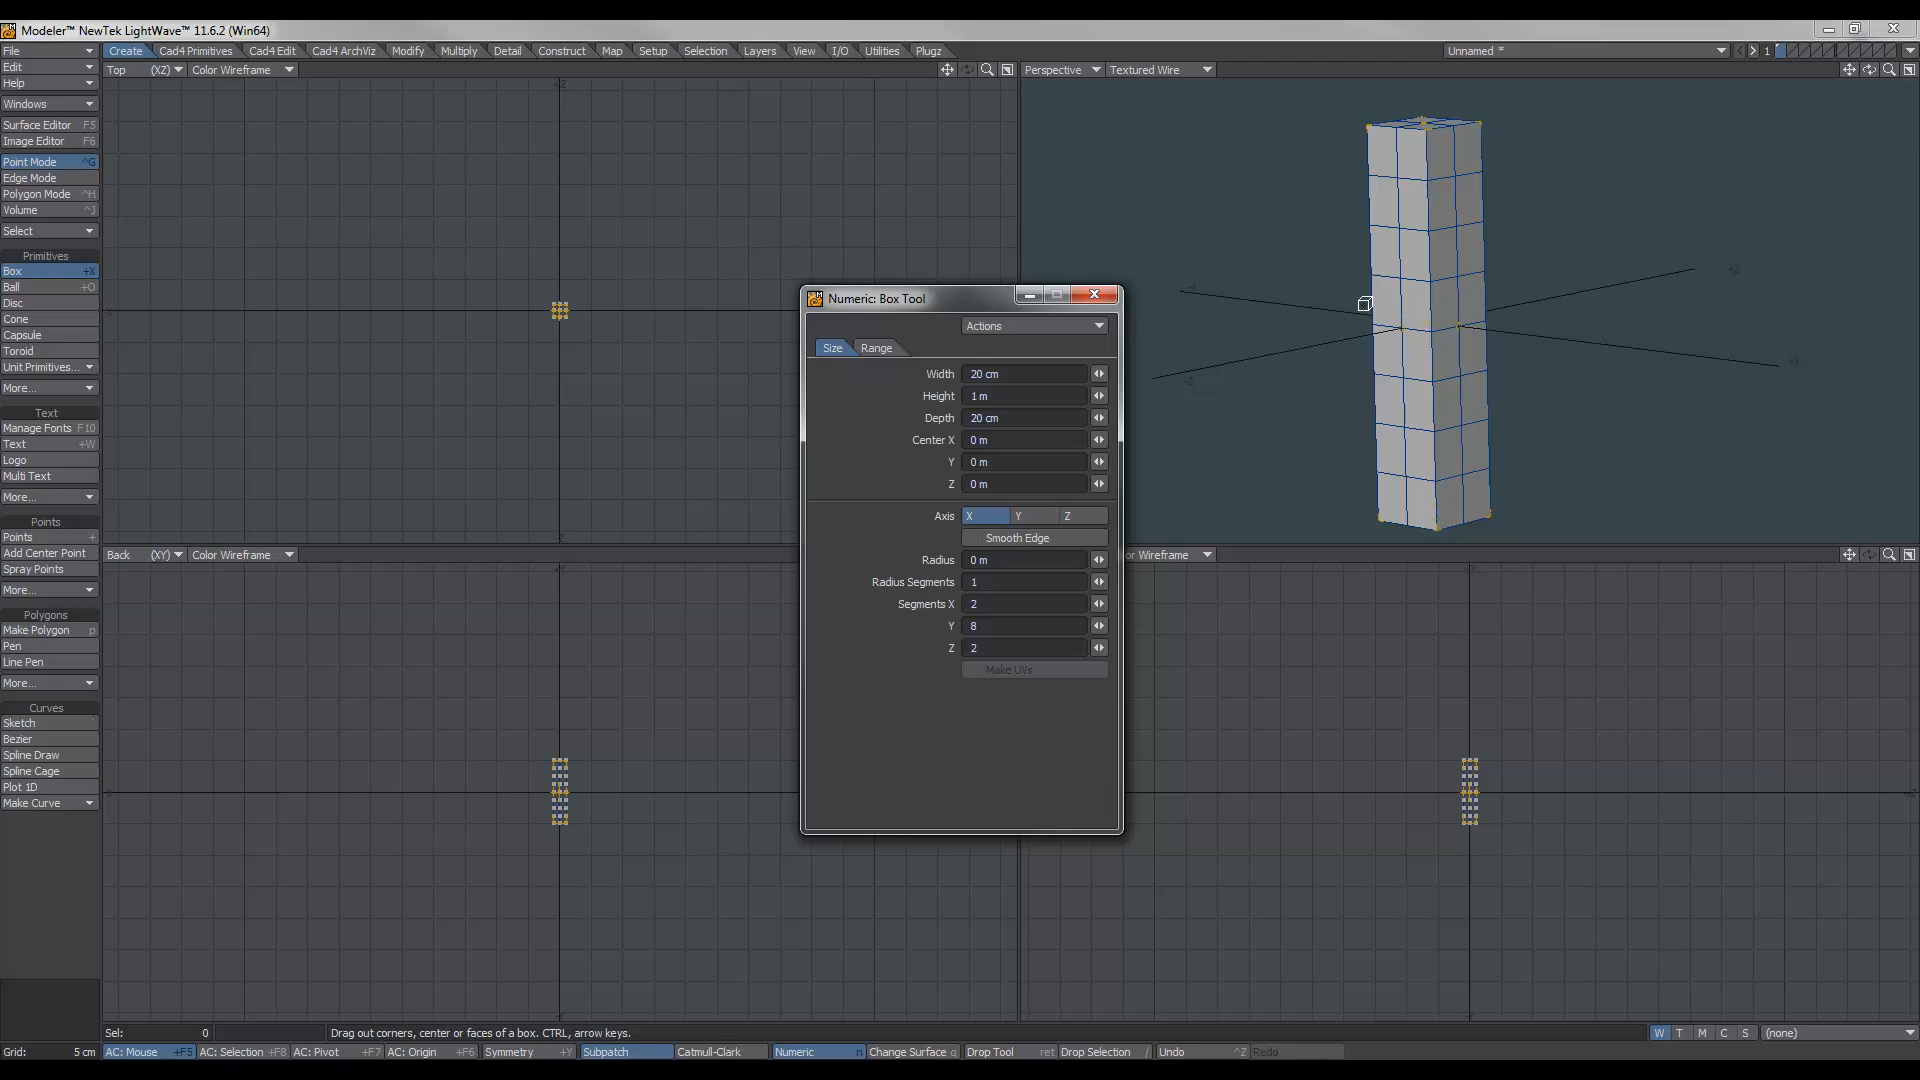 Modeler™ NewTek LightWave™ 11.6.2 (Win64)
File Create Cad4 Primitives Cad4 Edit Cad4 ArchViz Modify Multiply Detail Construct Map Setup Selection Layers View I/O Utilities Plugz Unnamed * 1
Edit
Help
Windows
Surface Editor F5
Image Editor F6
Point Mode ^G
Edge Mode
Polygon Mode ^H
Volume ^J
Select
Primitives
Box +X
Ball +O
Disc
Cone
Capsule
Toroid
Unit Primitives...
More...
Text
Manage Fonts F10
Text +W
Logo
Multi Text
More...
Points
Points +
Add Center Point
Spray Points
More...
Polygons
Make Polygon p
Pen
Line Pen
More...
Curves
Sketch `
Bezier
Spline Draw
Spline Cage
Plot 1D
Make Curve
Top (XZ) Color Wireframe
Perspective Textured Wire
+Z
+X
-Z
Back (XY) Color Wireframe
or Wireframe
Numeric: Box Tool
Actions
Size Range
Width 20 cm
Height 1 m
Depth 20 cm
Center X 0 m
Y 0 m
Z 0 m
Axis X Y Z
Smooth Edge
Radius 0 m
Radius Segments 1
Segments X 2
Y 8
Z 2
Make UVs
Sel: 0 Drag out corners, center or faces of a box. CTRL, arrow keys. W T M C S (none)
Grid: 5 cm AC: Mouse +F5 AC: Selection +F8 AC: Pivot +F7 AC: Origin +F6 Symmetry +Y Subpatch Catmull-Clark Numeric n Change Surface q Drop Tool ret Drop Selection / Undo ^Z Redo